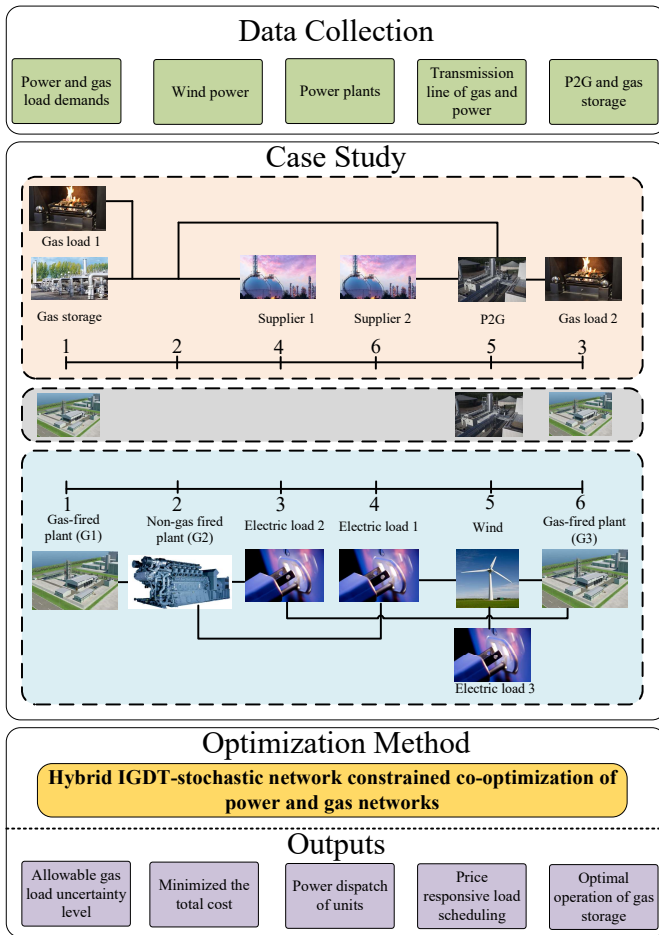 Data Collection
Power and gas
load demands
Wind power
Power plants
Transmission
line of gas and
power
P2G and gas
storage
Case Study
Gas load 1
Gas storage
Supplier 1
Supplier 2
P2G
Gas load 2
1
2
4
6
5
3
1
2
3
4
5
6
Gas-fired
plant (G1)
Non-gas fired
plant (G2)
Electric load 2
Electric load 1
Wind
Gas-fired plant
(G3)
Electric load 3
Optimization Method
Hybrid IGDT-stochastic network constrained co-optimization of
power and gas networks
Outputs
Allowable gas
load uncertainty
level
Minimized the
total cost
Power dispatch
of units
Price
responsive load
scheduling
Optimal
operation of gas
storage